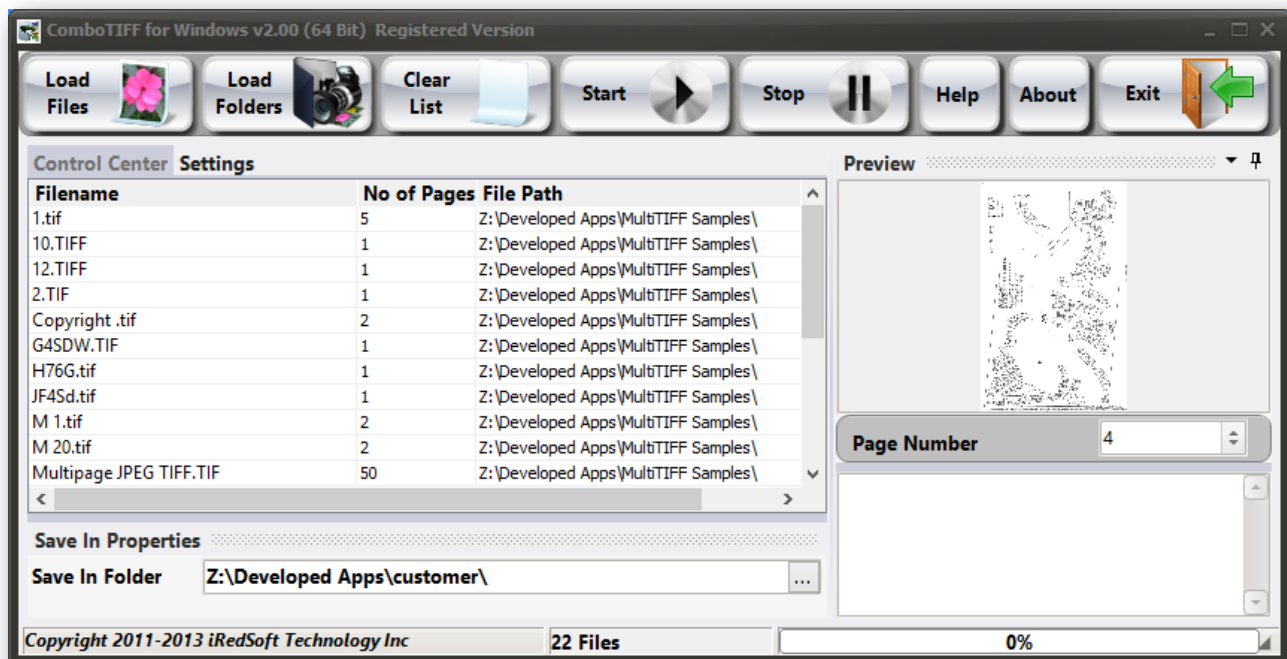 ComboTIFF for Windows v2.00 (64 Bit)  Registered Version
Load Files
Load Folders
Clear List
Start
Stop
Help
About
Exit
Control Center Settings
Filename No of Pages File Path
1.tif 5 Z:\Developed Apps\MultiTIFF Samples\
10.TIFF 1 Z:\Developed Apps\MultiTIFF Samples\
12.TIFF 1 Z:\Developed Apps\MultiTIFF Samples\
2.TIF 1 Z:\Developed Apps\MultiTIFF Samples\
Copyright .tif 2 Z:\Developed Apps\MultiTIFF Samples\
G4SDW.TIF 1 Z:\Developed Apps\MultiTIFF Samples\
H76G.tif 1 Z:\Developed Apps\MultiTIFF Samples\
JF4Sd.tif 1 Z:\Developed Apps\MultiTIFF Samples\
M 1.tif 2 Z:\Developed Apps\MultiTIFF Samples\
M 20.tif 2 Z:\Developed Apps\MultiTIFF Samples\
Multipage JPEG TIFF.TIF 50 Z:\Developed Apps\MultiTIFF Samples\
Preview
Page Number 4
Save In Properties
Save In Folder Z:\Developed Apps\customer\ ...
Copyright 2011-2013 iRedSoft Technology Inc 22 Files 0%